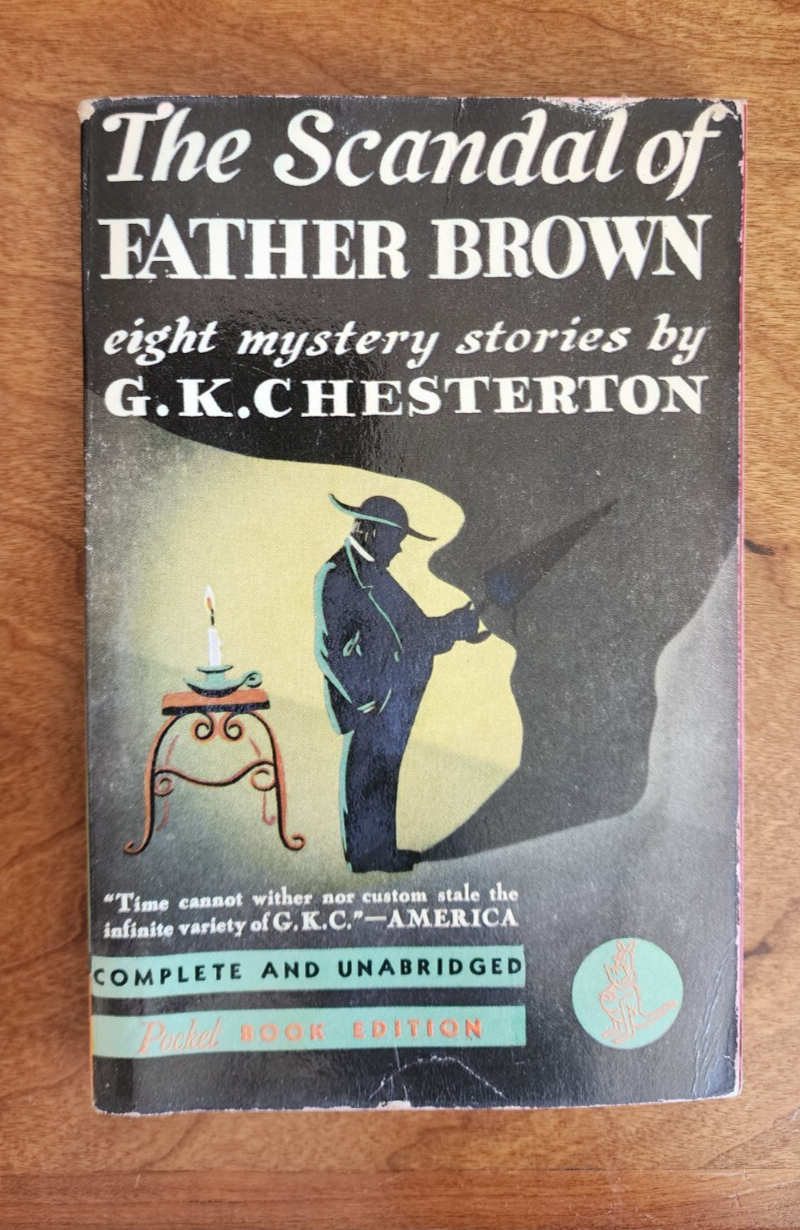 The Scandal of
FATHER BROWN
eight mystery stories by
G.K.CHESTERTON
“Time cannot wither nor custom stale the
infinite variety of G.K.C.”—AMERICA
COMPLETE AND UNABRIDGED
Pocket BOOK EDITION